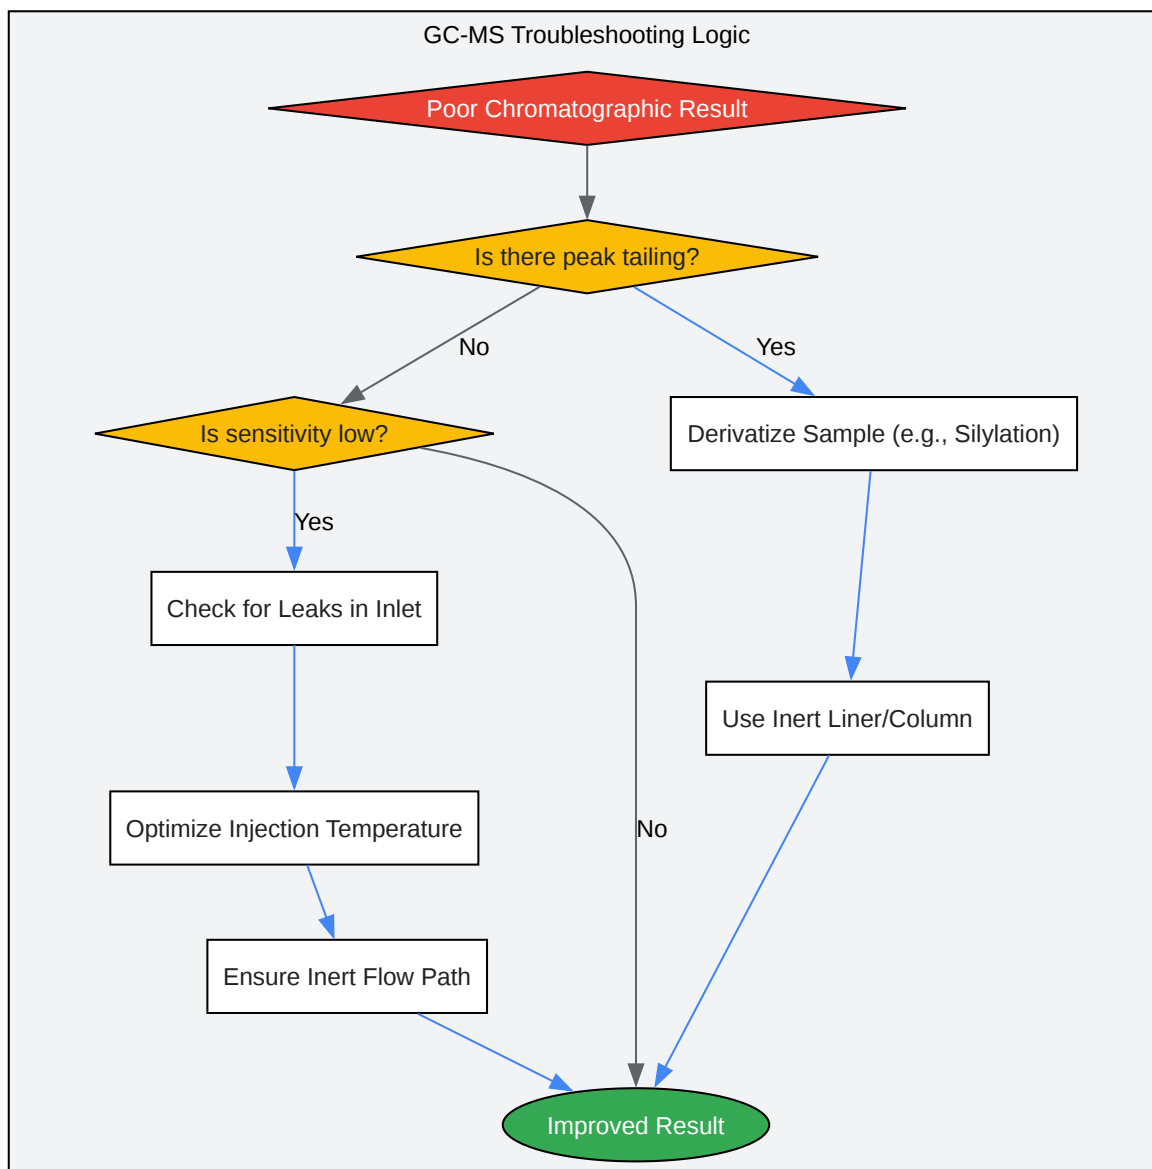 GC-MS Troubleshooting Logic
Poor Chromatographic Result
Is there peak tailing?
No
Yes
Is sensitivity low?
Derivatize Sample (e.g., Silylation)
Yes
Check for Leaks in Inlet
Use Inert Liner/Column
Optimize Injection Temperature
No
Ensure Inert Flow Path
Improved Result